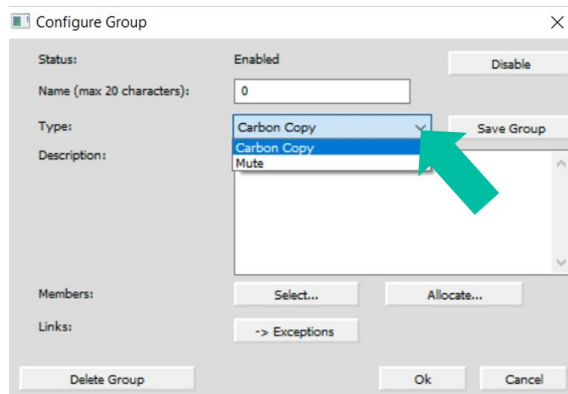 Configure Group
Status: Enabled Disable
Name (max 20 characters): 0
Type: Carbon Copy Save Group
Carbon Copy
Mute
Description:
Members: Select... Allocate...
Links: -> Exceptions
Delete Group Ok Cancel